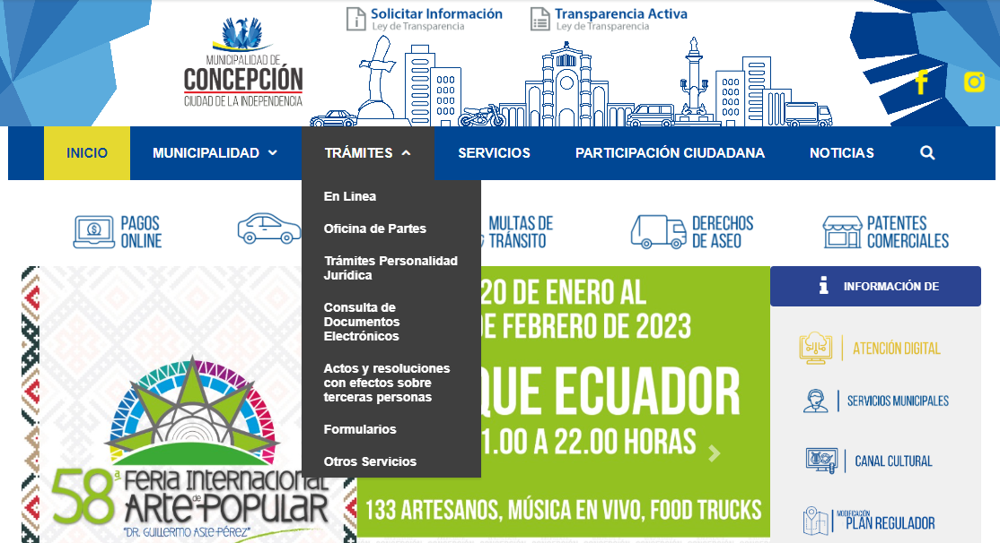 Solicitar Información
Ley de Transparencia
Transparencia Activa
Ley de Transparencia
MUNICIPALIDAD DE
CONCEPCIÓN
CIUDAD DE LA INDEPENDENCIA
INICIO
MUNICIPALIDAD
TRÁMITES
SERVICIOS
PARTICIPACIÓN CIUDADANA
NOTICIAS
En Linea
Oficina de Partes
Trámites Personalidad
Jurídica
Consulta de
Documentos
Electrónicos
Actos y resoluciones
con efectos sobre
terceras personas
Formularios
Otros Servicios
PAGOS
ONLINE
MULTAS DE
TRÁNSITO
DERECHOS
DE ASEO
PATENTES
COMERCIALES
58ª FERIA INTERNACIONAL
DE ARTE POPULAR
"DR. GUILLERMO ASTE-PÉREZ"
20 DE ENERO AL
DE FEBRERO DE 2023
QUE ECUADOR
1.00 A 22.00 HORAS
133 ARTESANOS, MÚSICA EN VIVO, FOOD TRUCKS
INFORMACIÓN DE
ATENCIÓN DIGITAL
SERVICIOS MUNICIPALES
CANAL CULTURAL
MODIFICACIÓN
PLAN REGULADOR